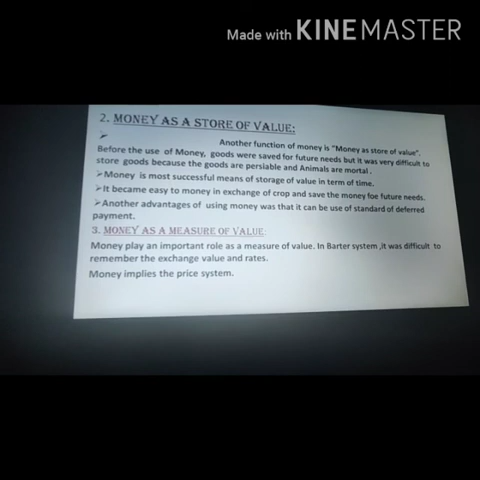 Made with KINEMASTER
2. MONEY AS A STORE OF VALUE:
Another function of money is "Money as store of value".
Before the use of Money, goods were saved for future needs but it was very difficult to
store goods because the goods are persiable and Animals are mortal.
➢Money is most successful means of storage of value in term of time.
➢It became easy to money in exchange of crop and save the money foe future needs.
➢Another advantages of using money was that it can be use of standard of deferred
payment.
3. MONEY AS A MEASURE OF VALUE:
Money play an important role as a measure of value. In Barter system ,it was difficult to
remember the exchange value and rates.
Money implies the price system.